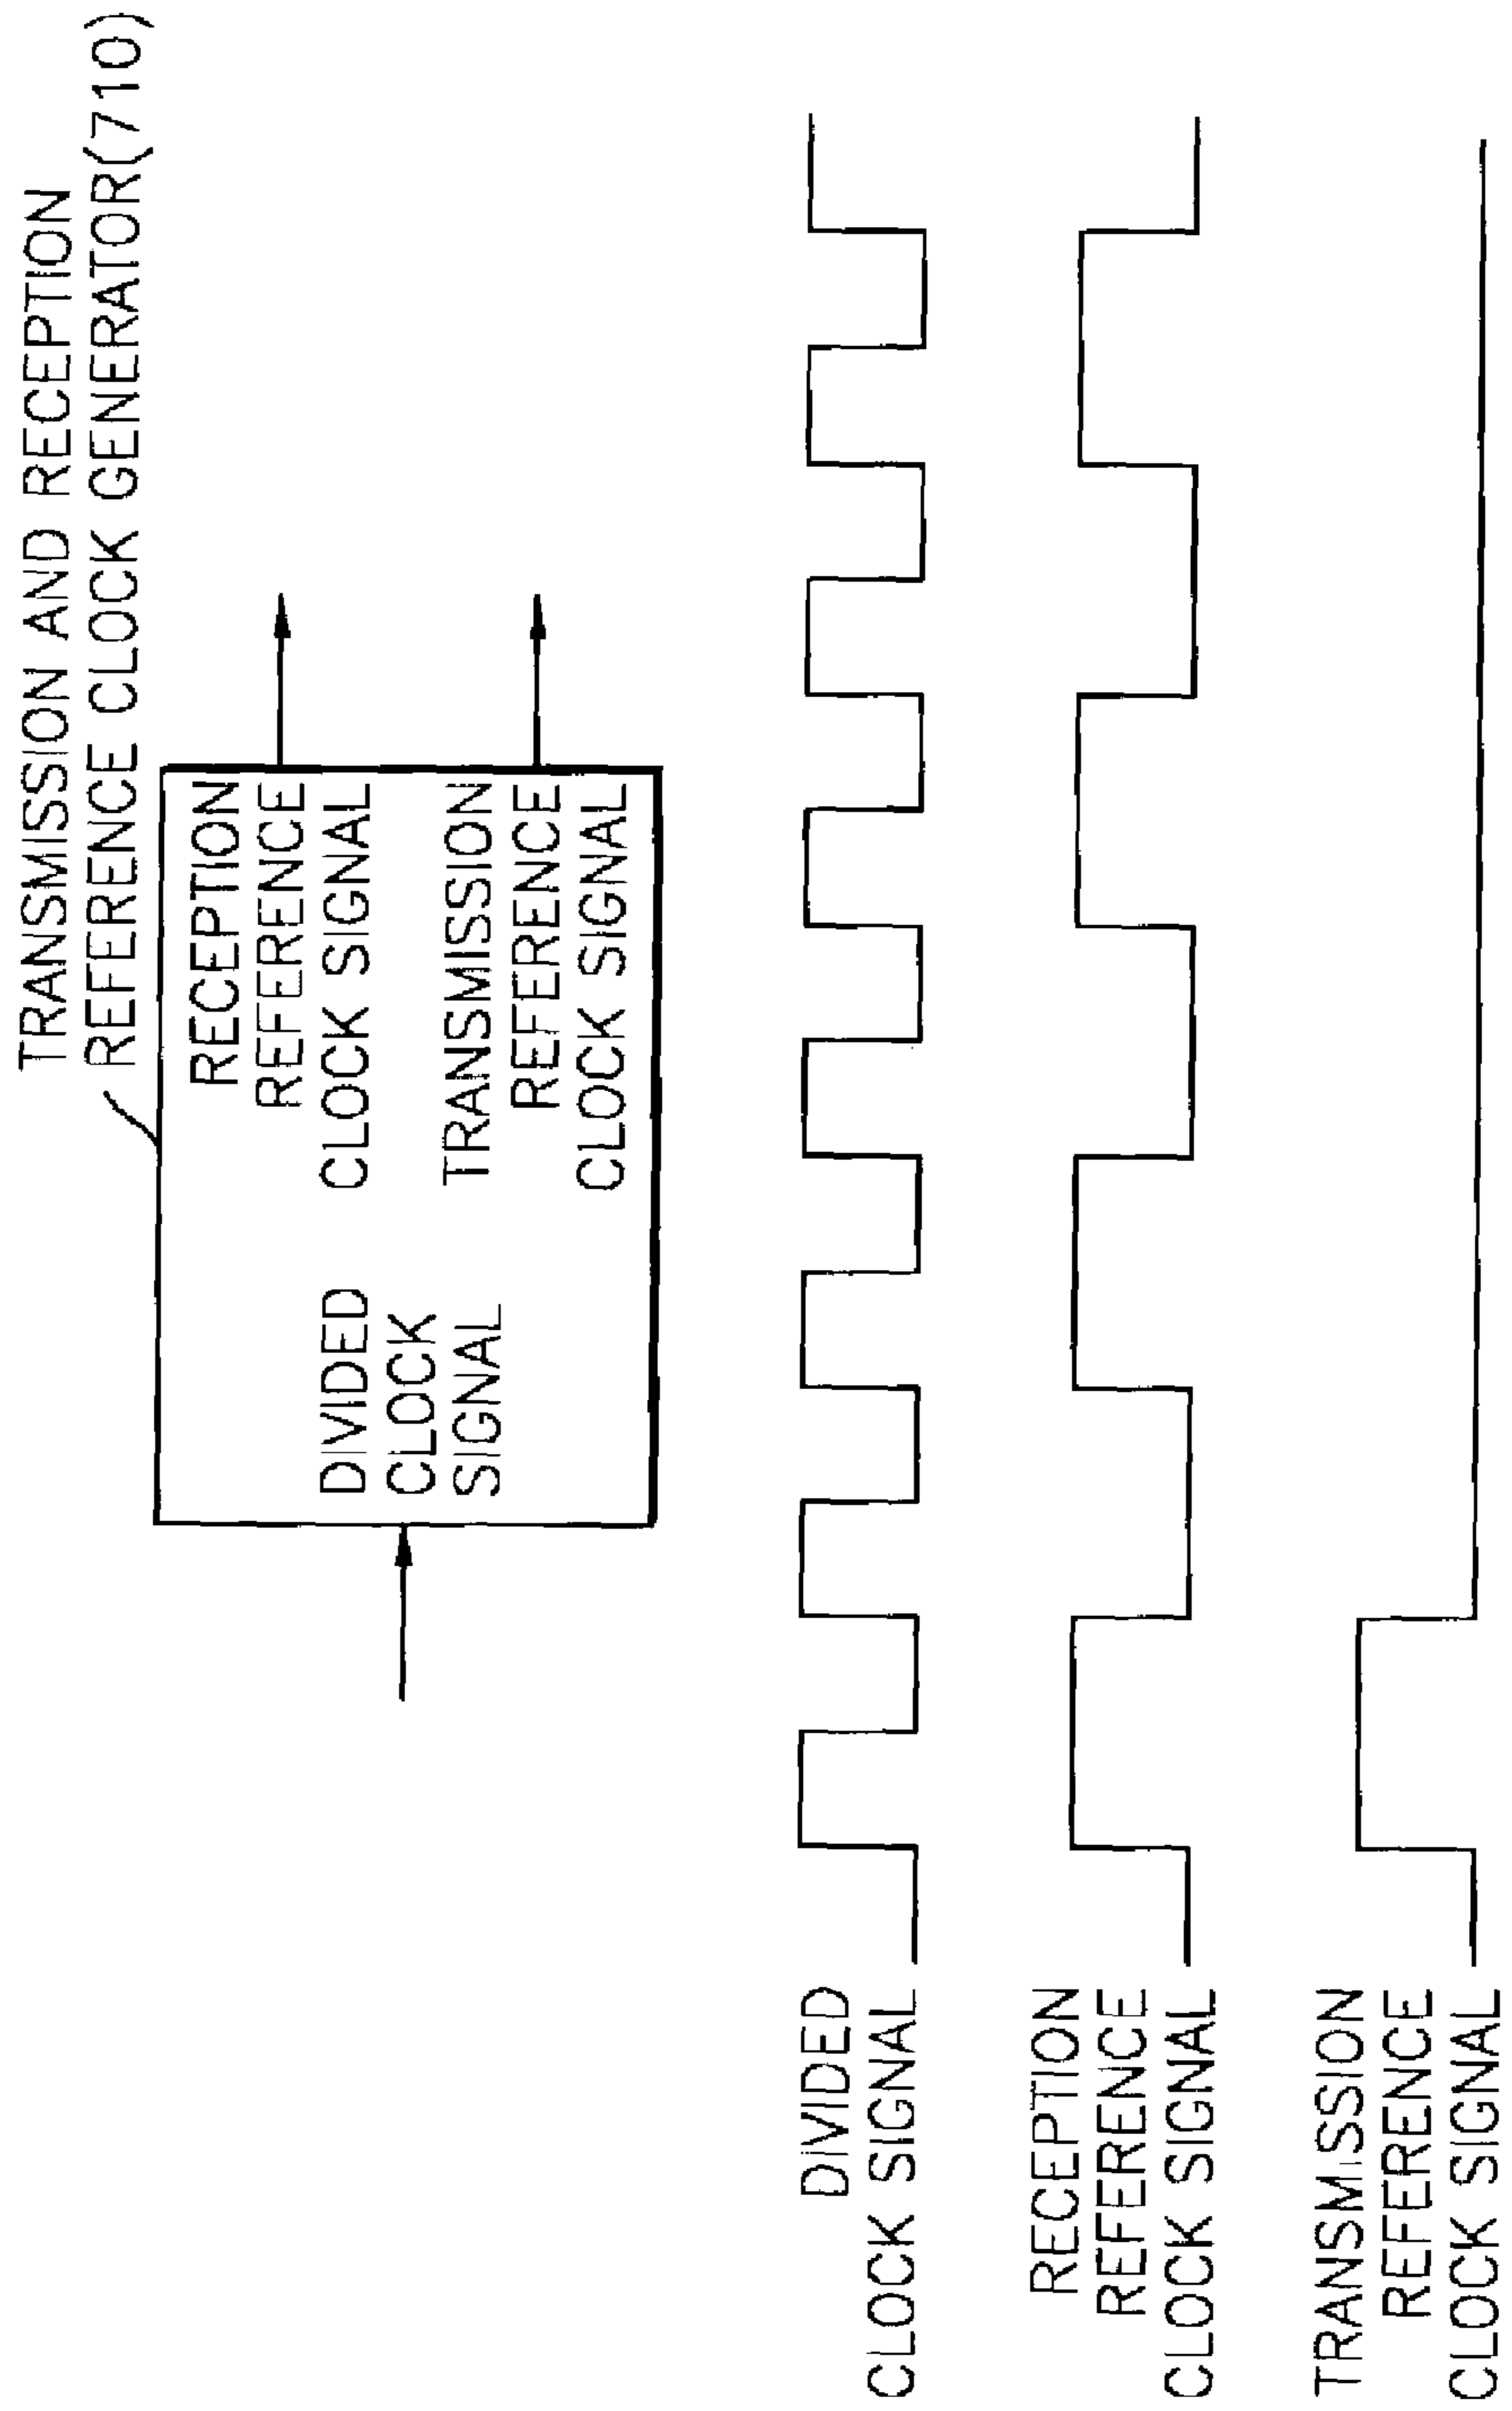 TRANSMISSION AND RECEPTION
REFERENCE CLOCK GENERATOR(710)
DIVIDED
CLOCK
SIGNAL
RECEPTION
REFERENCE
CLOCK SIGNAL
TRANSMISSION
REFERENCE
CLOCK SIGNAL
DIVIDED
CLOCK SIGNAL
RECEPTION
REFERENCE
CLOCK SIGNAL
TRANSMISSION
REFERENCE
CLOCK SIGNAL